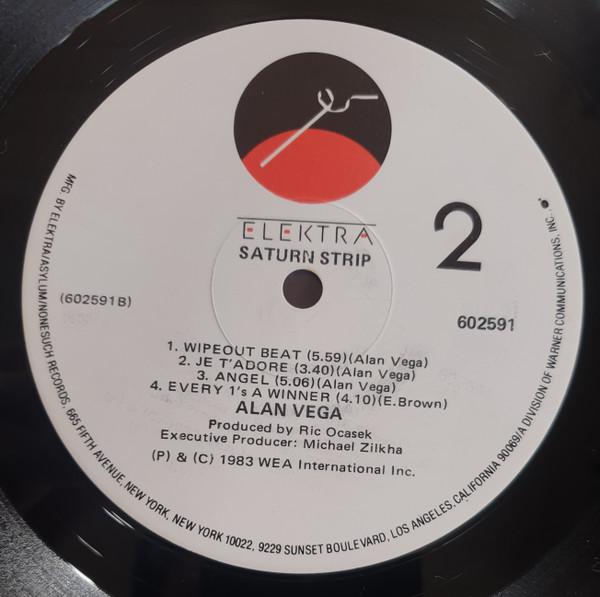 ELEKTRA
SATURN STRIP
2
(602591B)
602591
1. WIPEOUT BEAT (5.59)(Alan Vega)
2. JE T'ADORE (3.40)(Alan Vega)
3. ANGEL (5.06)(Alan Vega)
4. EVERY 1's A WINNER (4.10)(E.Brown)
ALAN VEGA
Produced by Ric Ocasek
Executive Producer: Michael Zilkha
(P) & (C) 1983 WEA International Inc.
MFG. BY ELEKTRA/ASYLUM/NONESUCH RECORDS, 665 FIFTH AVENUE, NEW YORK, NEW YORK 10022, 9229 SUNSET BOULEVARD, LOS ANGELES, CALIFORNIA 90069/A DIVISION OF WARNER COMMUNICATIONS, INC.